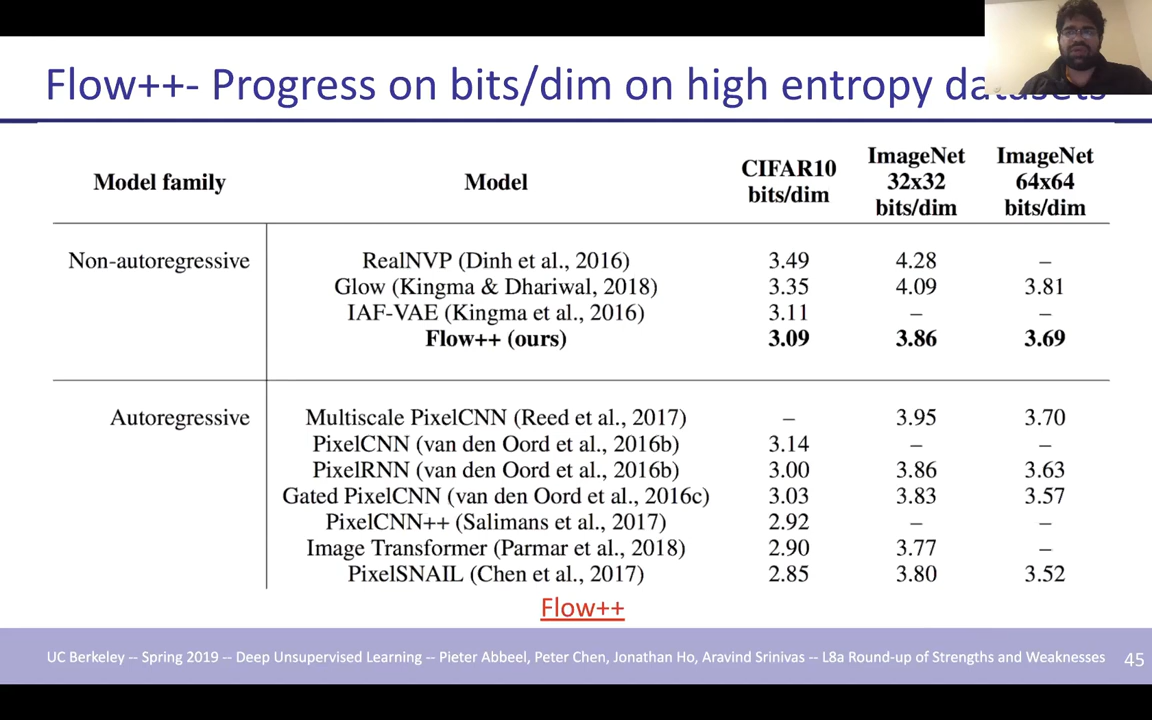 Flow++- Progress on bits/dim on high entropy datasets
Model family Model CIFAR10 bits/dim ImageNet 32x32 bits/dim ImageNet 64x64 bits/dim
Non-autoregressive RealNVP (Dinh et al., 2016) 3.49 4.28 –
Glow (Kingma & Dhariwal, 2018) 3.35 4.09 3.81
IAF-VAE (Kingma et al., 2016) 3.11 – –
Flow++ (ours) 3.09 3.86 3.69
Autoregressive Multiscale PixelCNN (Reed et al., 2017) – 3.95 3.70
PixelCNN (van den Oord et al., 2016b) 3.14 – –
PixelRNN (van den Oord et al., 2016b) 3.00 3.86 3.63
Gated PixelCNN (van den Oord et al., 2016c) 3.03 3.83 3.57
PixelCNN++ (Salimans et al., 2017) 2.92 – –
Image Transformer (Parmar et al., 2018) 2.90 3.77 –
PixelSNAIL (Chen et al., 2017) 2.85 3.80 3.52
Flow++
UC Berkeley -- Spring 2019 -- Deep Unsupervised Learning -- Pieter Abbeel, Peter Chen, Jonathan Ho, Aravind Srinivas -- L8a Round-up of Strengths and Weaknesses 45